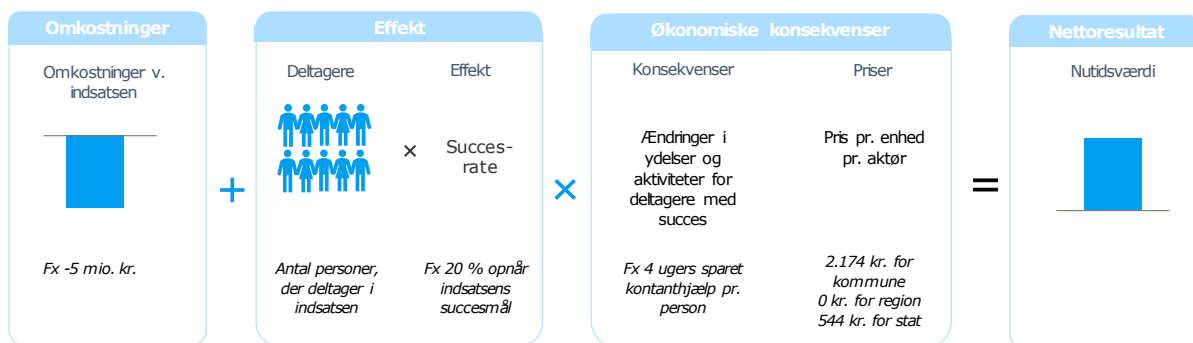 Omkostninger
Omkostninger v.
indsatsen
Fx -5 mio. kr.
+
Effekt
Deltagere
Effekt
×
Succes-
rate
Antal personer,
der deltager i
indsatsen
Fx 20 % opnår
indsatsens
succesmål
×
Økonomiske konsekvenser
Konsekvenser
Priser
Ændringer i
ydelser og
aktiviteter for
deltagere med
succes
Pris pr. enhed
pr. aktør
Fx 4 ugers sparet
kontanthjælp pr.
person
2.174 kr. for
kommune
0 kr. for region
544 kr. for stat
=
Nettoresultat
Nutidsværdi